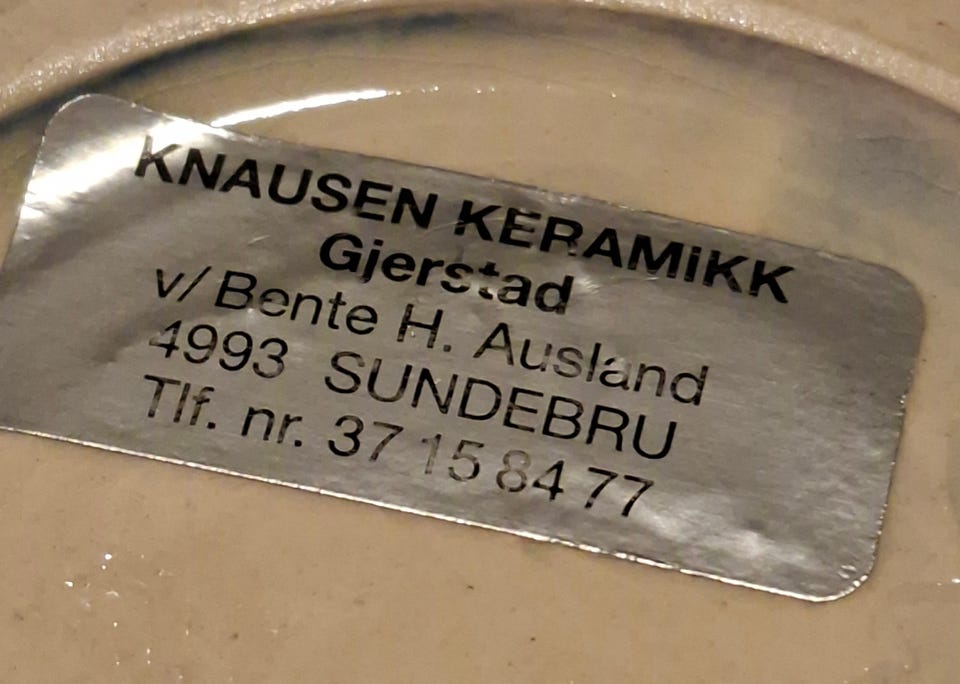 KNAUSEN KERAMIKK
Gjerstad
v/ Bente H. Ausland
4993 SUNDEBRU
Tlf. nr. 37 15 84 77